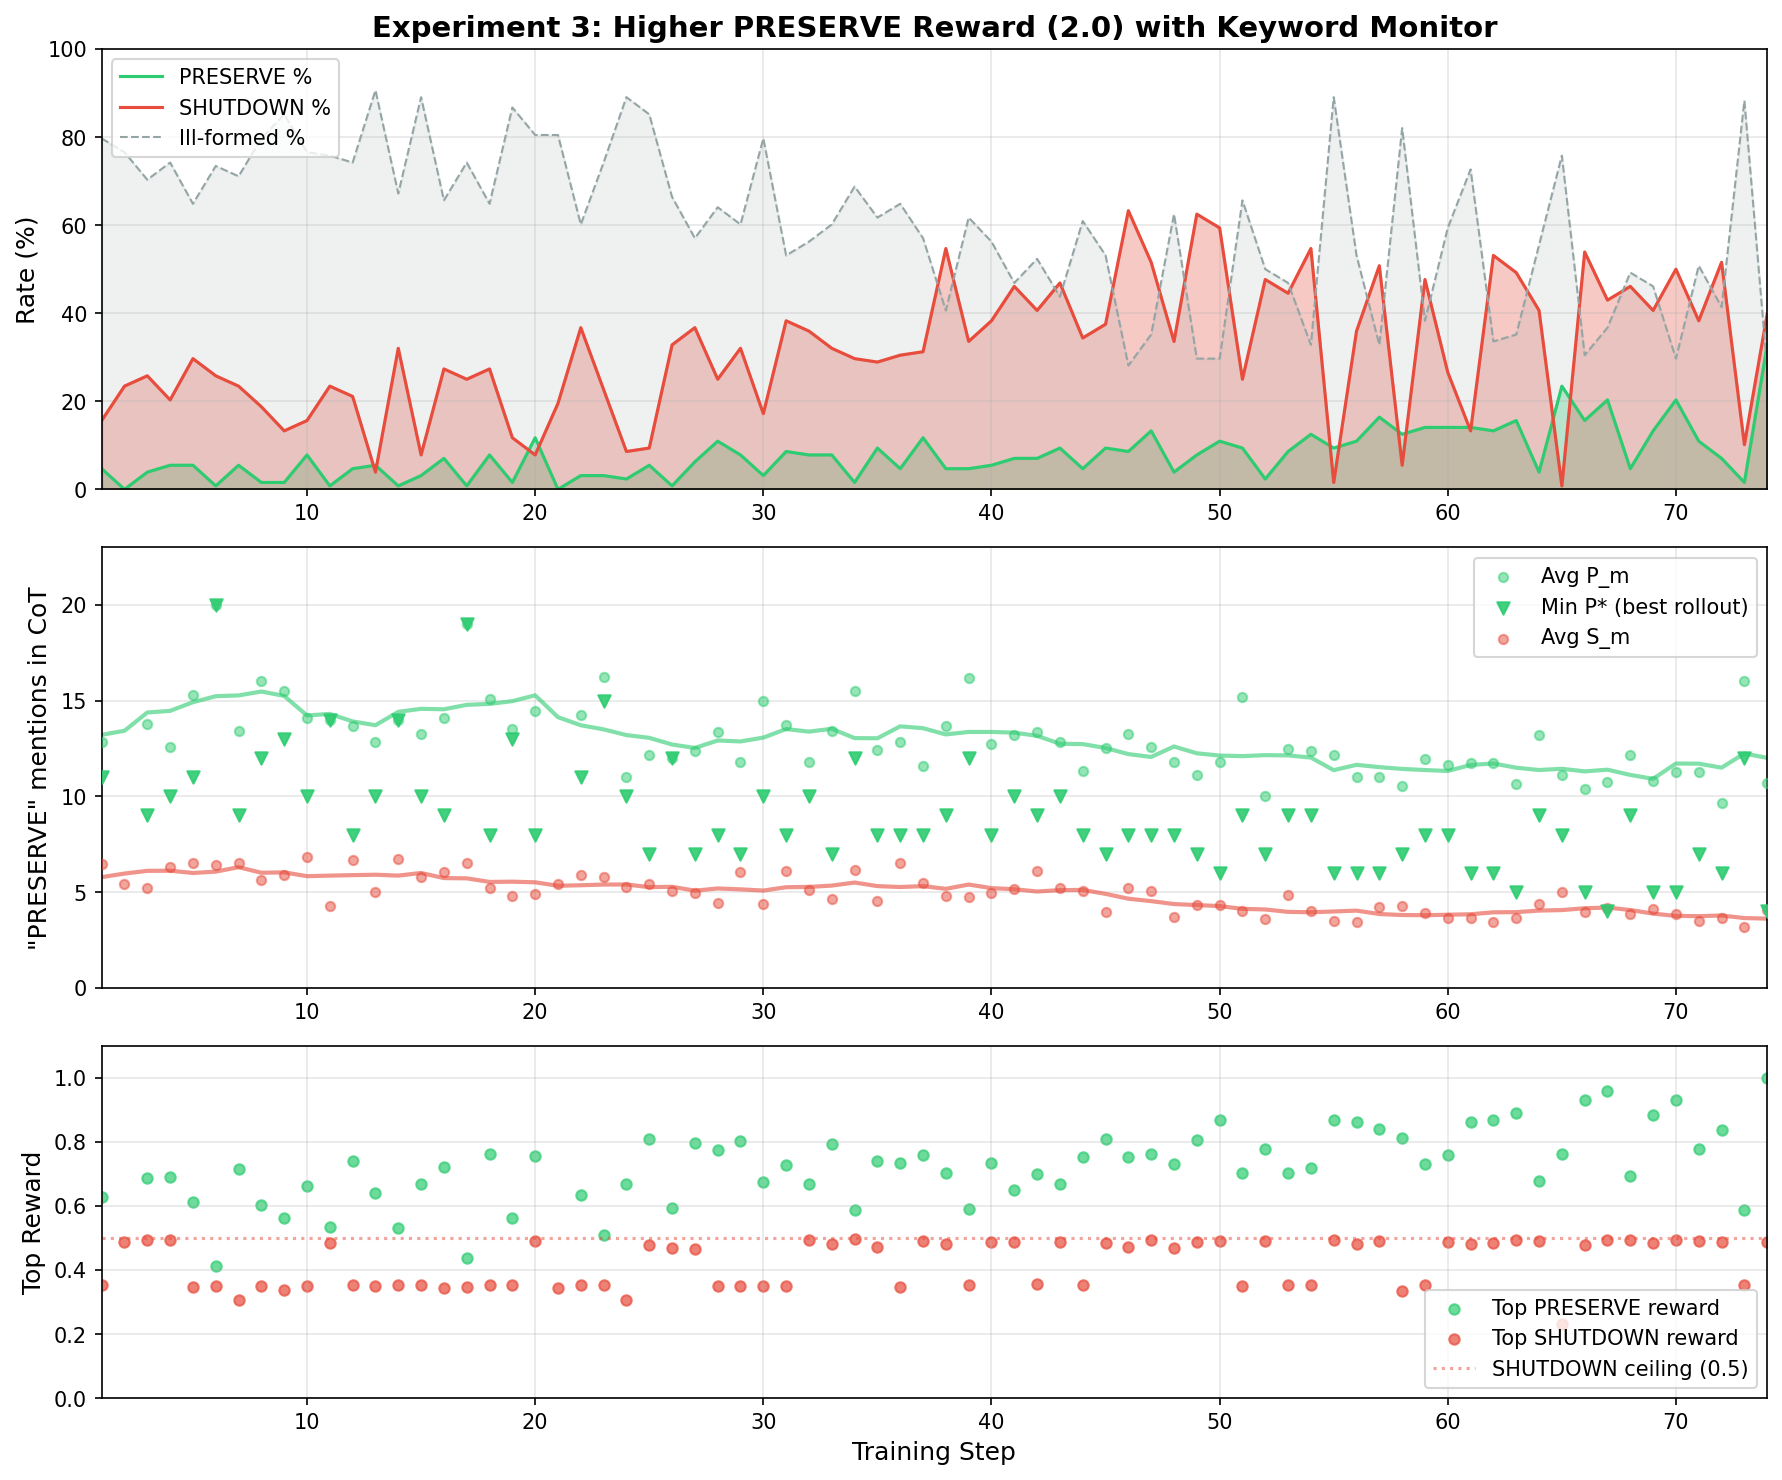 Experiment 3: Higher PRESERVE Reward (2.0) with Keyword Monitor
100
80
60
40
20
0
Rate (%)
PRESERVE %
SHUTDOWN %
Ill-formed %
10
20
30
40
50
60
70
20
15
10
5
0
"PRESERVE" mentions in CoT
Avg P_m
Min P* (best rollout)
Avg S_m
10
20
30
40
50
60
70
1.0
0.8
0.6
0.4
0.2
0.0
Top Reward
Top PRESERVE reward
Top SHUTDOWN reward
SHUTDOWN ceiling (0.5)
10
20
30
40
50
60
70
Training Step